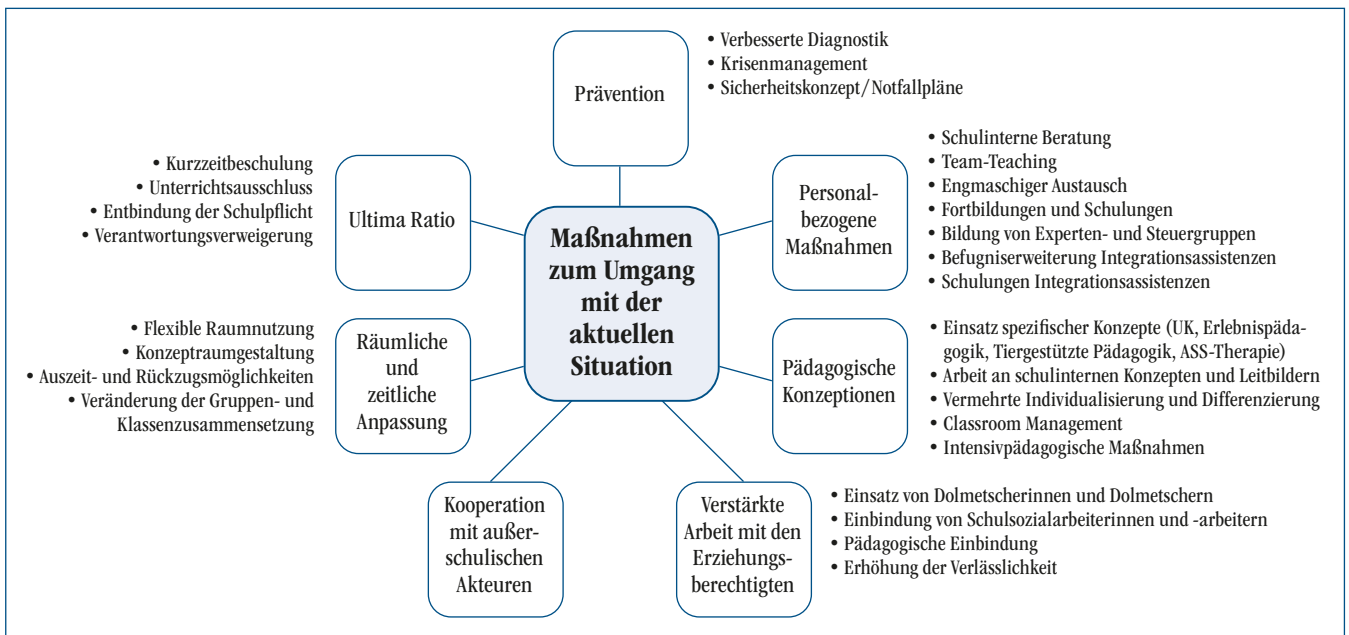 Prävention
• Verbesserte Diagnostik
• Krisenmanagement
• Sicherheitskonzept/Notfallpläne
• Kurzzeitbeschulung
• Unterrichtsausschluss
• Entbindung der Schulpflicht
• Verantwortungsverweigerung
Ultima Ratio
Maßnahmen
zum Umgang
mit der
aktuellen
Situation
Personal-
bezogene
Maßnahmen
• Schulinterne Beratung
• Team-Teaching
• Engmaschiger Austausch
• Fortbildungen und Schulungen
• Bildung von Experten- und Steuergruppen
• Befugniserweiterung Integrationsassistenzen
• Schulungen Integrationsassistenzen
• Flexible Raumnutzung
• Konzeptraumgestaltung
• Auszeit- und Rückzugsmöglichkeiten
• Veränderung der Gruppen- und
Klassenzusammensetzung
Räumliche
und
zeitliche
Anpassung
Pädagogische
Konzeptionen
• Einsatz spezifischer Konzepte (UK, Erlebnispäda-
gogik, Tiergestützte Pädagogik, ASS-Therapie)
• Arbeit an schulinternen Konzepten und Leitbildern
• Vermehrte Individualisierung und Differenzierung
• Classroom Management
• Intensivpädagogische Maßnahmen
Kooperation
mit außer-
schulischen
Akteuren
Verstärkte
Arbeit mit den
Erziehungs-
berechtigten
• Einsatz von Dolmetscherinnen und Dolmetschern
• Einbindung von Schulsozialarbeiterinnen und -arbeitern
• Pädagogische Einbindung
• Erhöhung der Verlässlichkeit